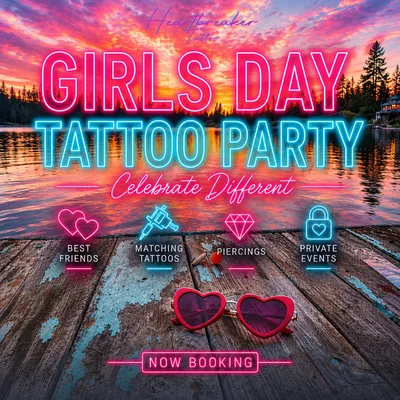 Heartbreaker
GIRLS DAY
TATTOO PARTY
Celebrate Different
BEST
FRIENDS
MATCHING
TATTOOS
PIERCINGS
PRIVATE
EVENTS
NOW BOOKING